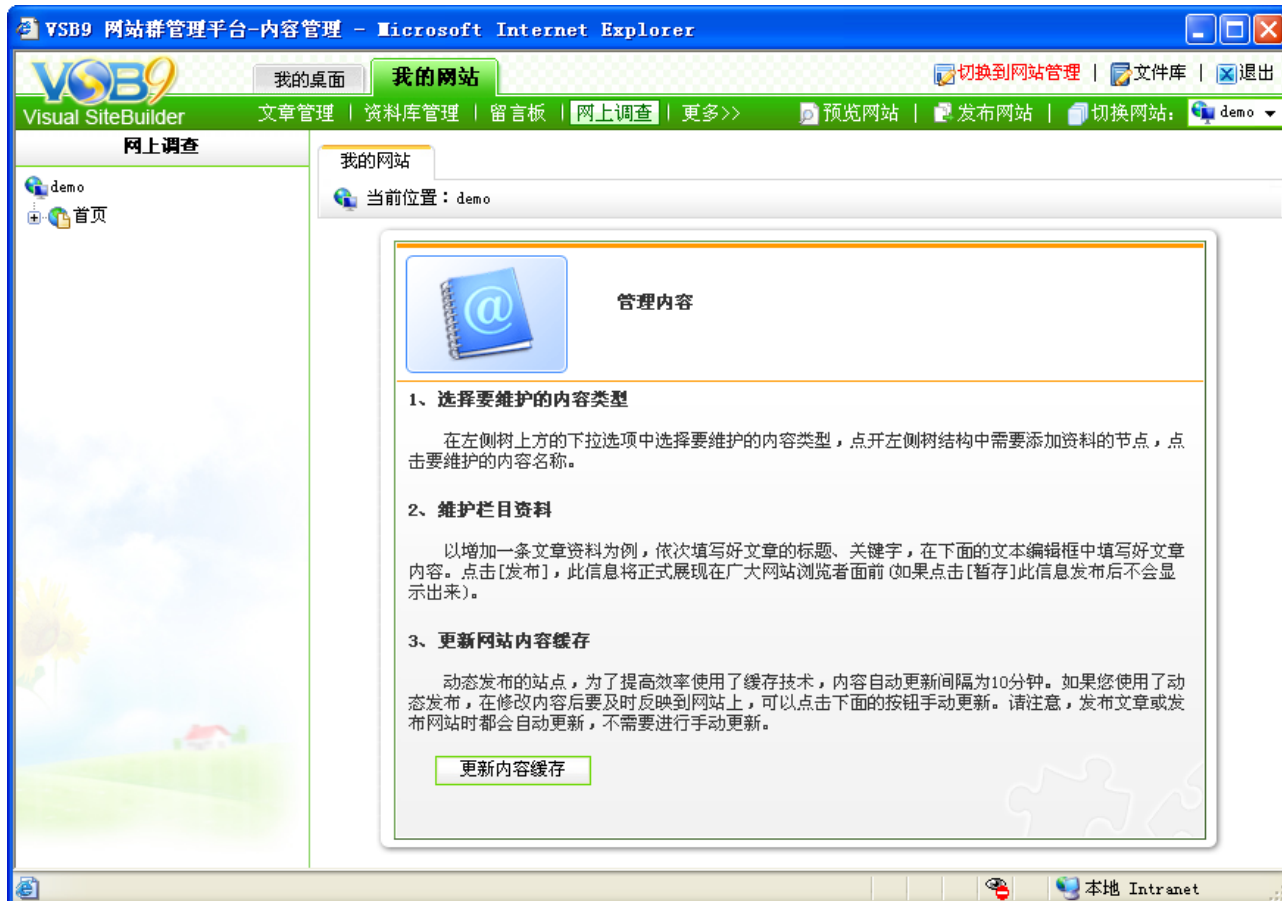 VSB9 网站群管理平台-内容管理 - Microsoft Internet Explorer
VSB9
Visual SiteBuilder
我的桌面 我的网站 切换到网站管理 | 文件库 | 退出
文章管理 | 资料库管理 | 留言板 | 网上调查 | 更多>> 预览网站 | 发布网站 | 切换网站: demo
网上调查
demo
首页
我的网站
当前位置：demo
管理内容
1、选择要维护的内容类型
在左侧树上方的下拉选项中选择要维护的内容类型，点开左侧树结构中需要添加资料的节点，点
击要维护的内容名称。
2、维护栏目资料
以增加一条文章资料为例，依次填写好文章的标题、关键字，在下面的文本编辑框中填写好文章
内容。点击[发布]，此信息将正式展现在广大网站浏览者面前(如果点击[暂存]此信息发布后不会显
示出来)。
3、更新网站内容缓存
动态发布的站点，为了提高效率使用了缓存技术，内容自动更新间隔为10分钟。如果您使用了动
态发布，在修改内容后要及时反映到网站上，可以点击下面的按钮手动更新。请注意，发布文章或发
布网站时都会自动更新，不需要进行手动更新。
更新内容缓存
本地 Intranet